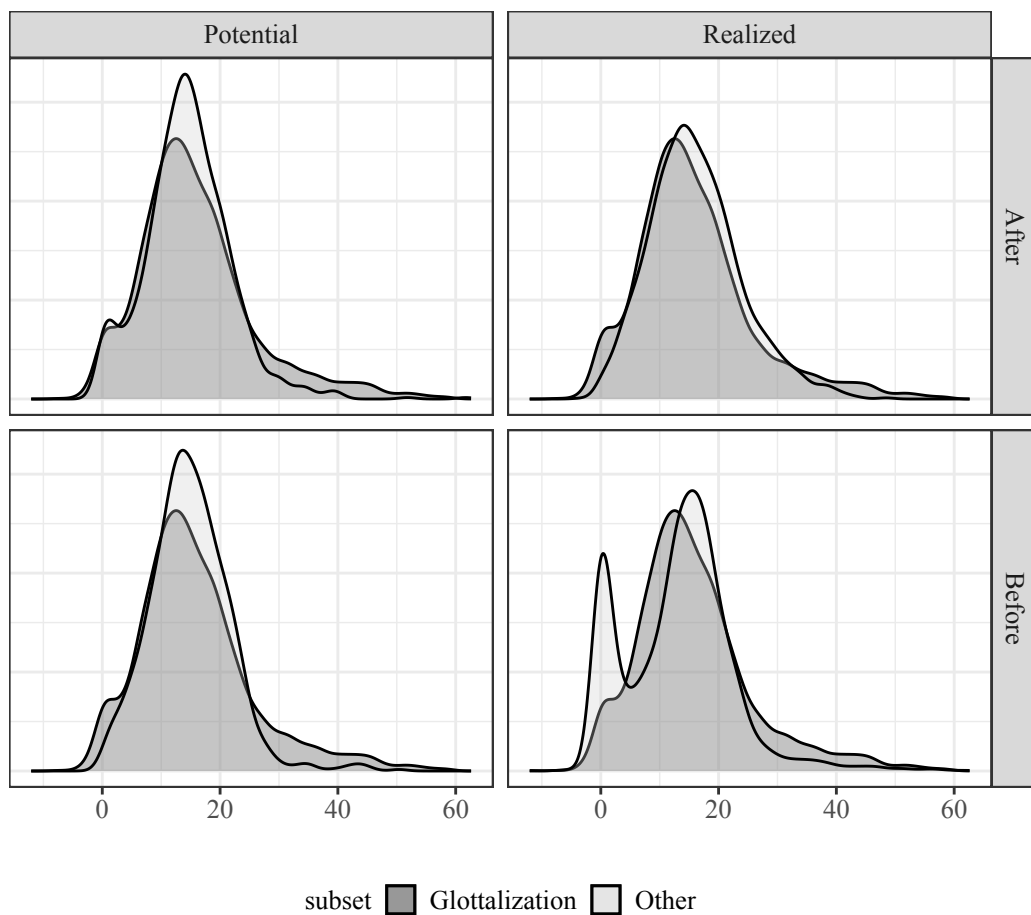 Potential
Realized
After
Before
0 20 40 60
0 20 40 60
subset Glottalization Other